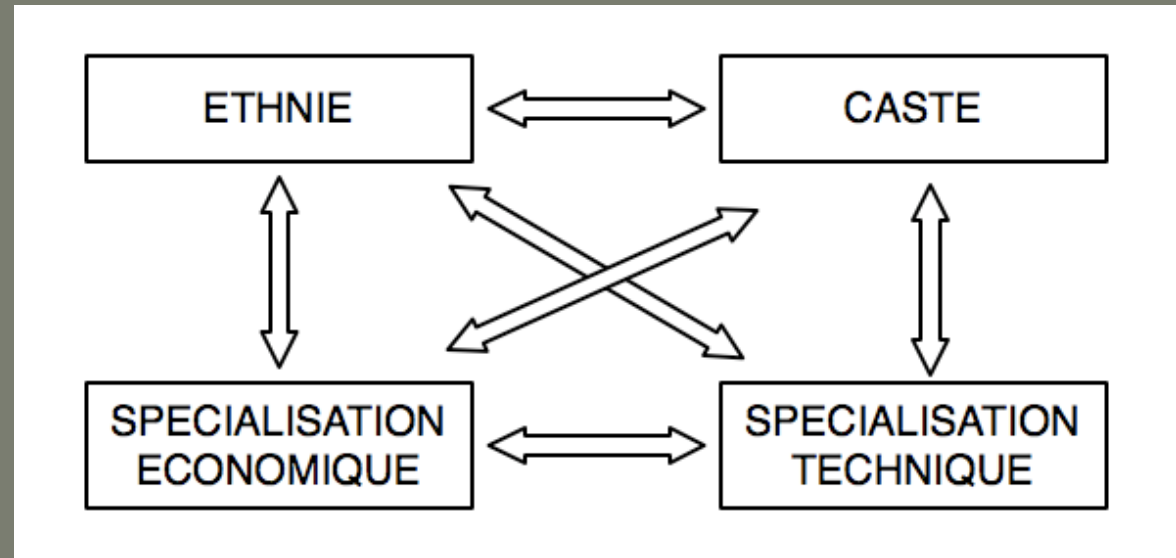 ETHNIE
CASTE
SPECIALISATION
ECONOMIQUE
SPECIALISATION
TECHNIQUE